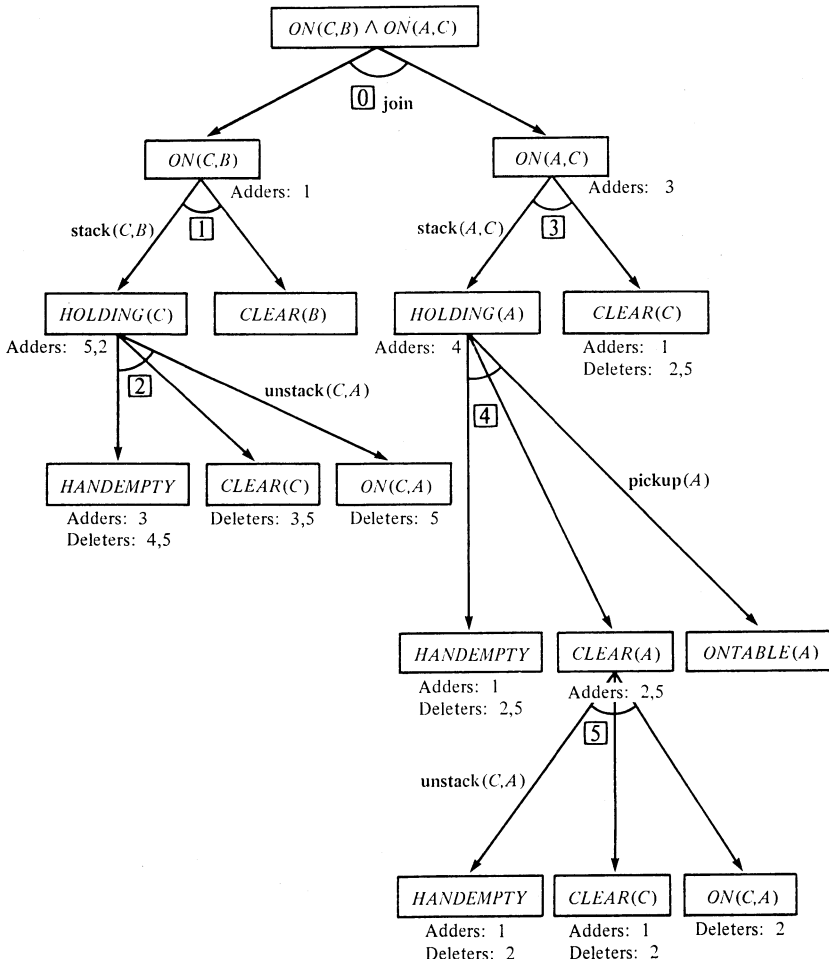 ON(C,B) ∧ ON(A,C)
0 join
ON(C,B)
Adders: 1
ON(A,C)
Adders: 3
stack(C,B)
1
stack(A,C)
3
HOLDING(C)
Adders: 5,2
CLEAR(B)
HOLDING(A)
Adders: 4
CLEAR(C)
Adders: 1
Deleters: 2,5
2
unstack(C,A)
4
HANDEMPTY
Adders: 3
Deleters: 4,5
CLEAR(C)
Deleters: 3,5
ON(C,A)
Deleters: 5
pickup(A)
HANDEMPTY
Adders: 1
Deleters: 2,5
CLEAR(A)
Adders: 2,5
ONTABLE(A)
5
unstack(C,A)
HANDEMPTY
Adders: 1
Deleters: 2
CLEAR(C)
Adders: 1
Deleters: 2
ON(C,A)
Deleters: 2